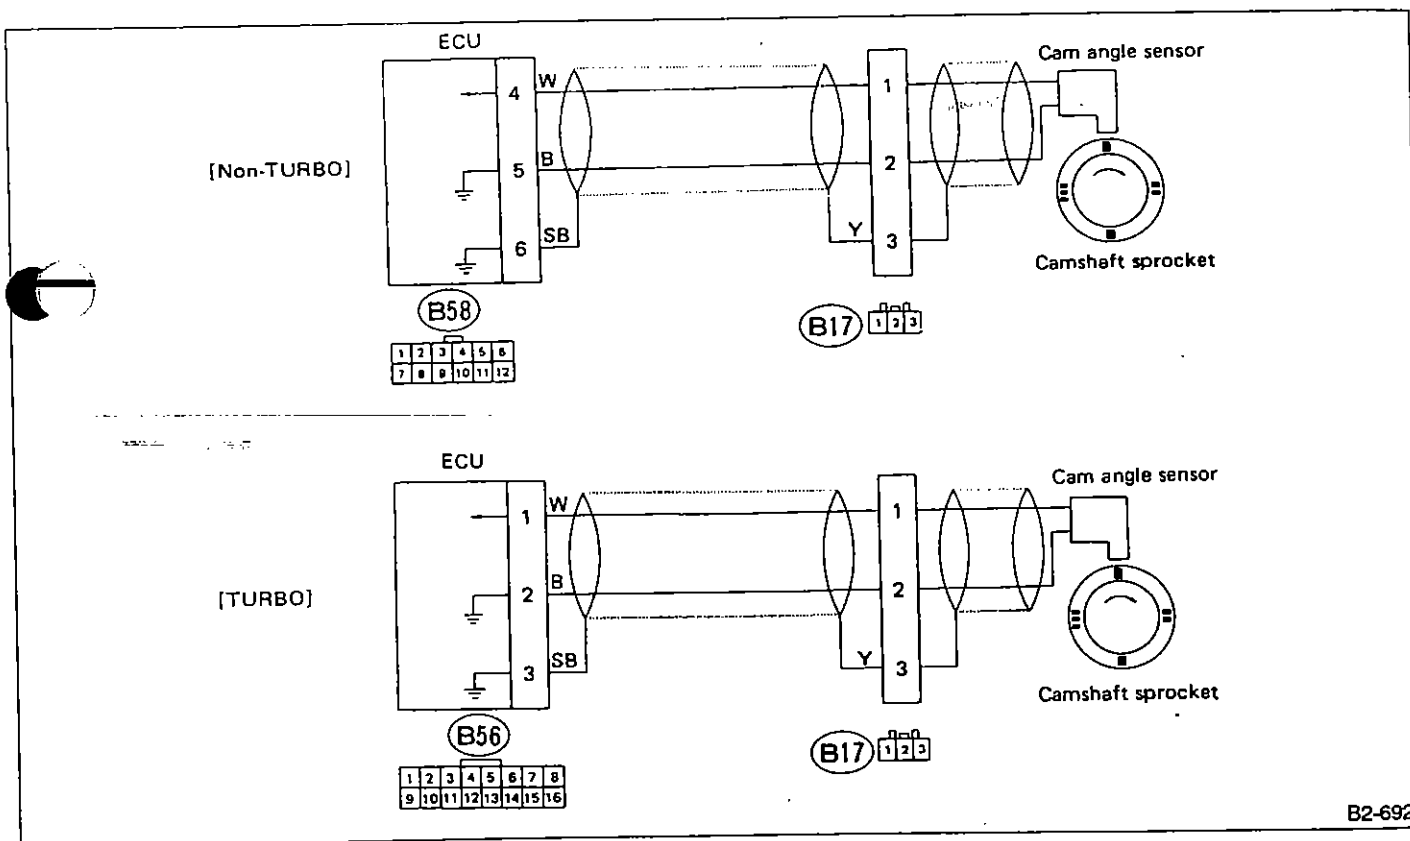 ECU
Cam angle sensor
4 W
1
[Non-TURBO]
5 B
2
6 SB
Y 3
Camshaft sprocket
B58
B17
1 2 3
1 2 3 4 5 6
7 8 9 10 11 12
ECU
Cam angle sensor
1 W
1
[TURBO]
2 B
2
3 SB
Y 3
Camshaft sprocket
B56
B17
1 2 3
1 2 3 4 5 6 7 8
9 10 11 12 13 14 15 16
B2-692